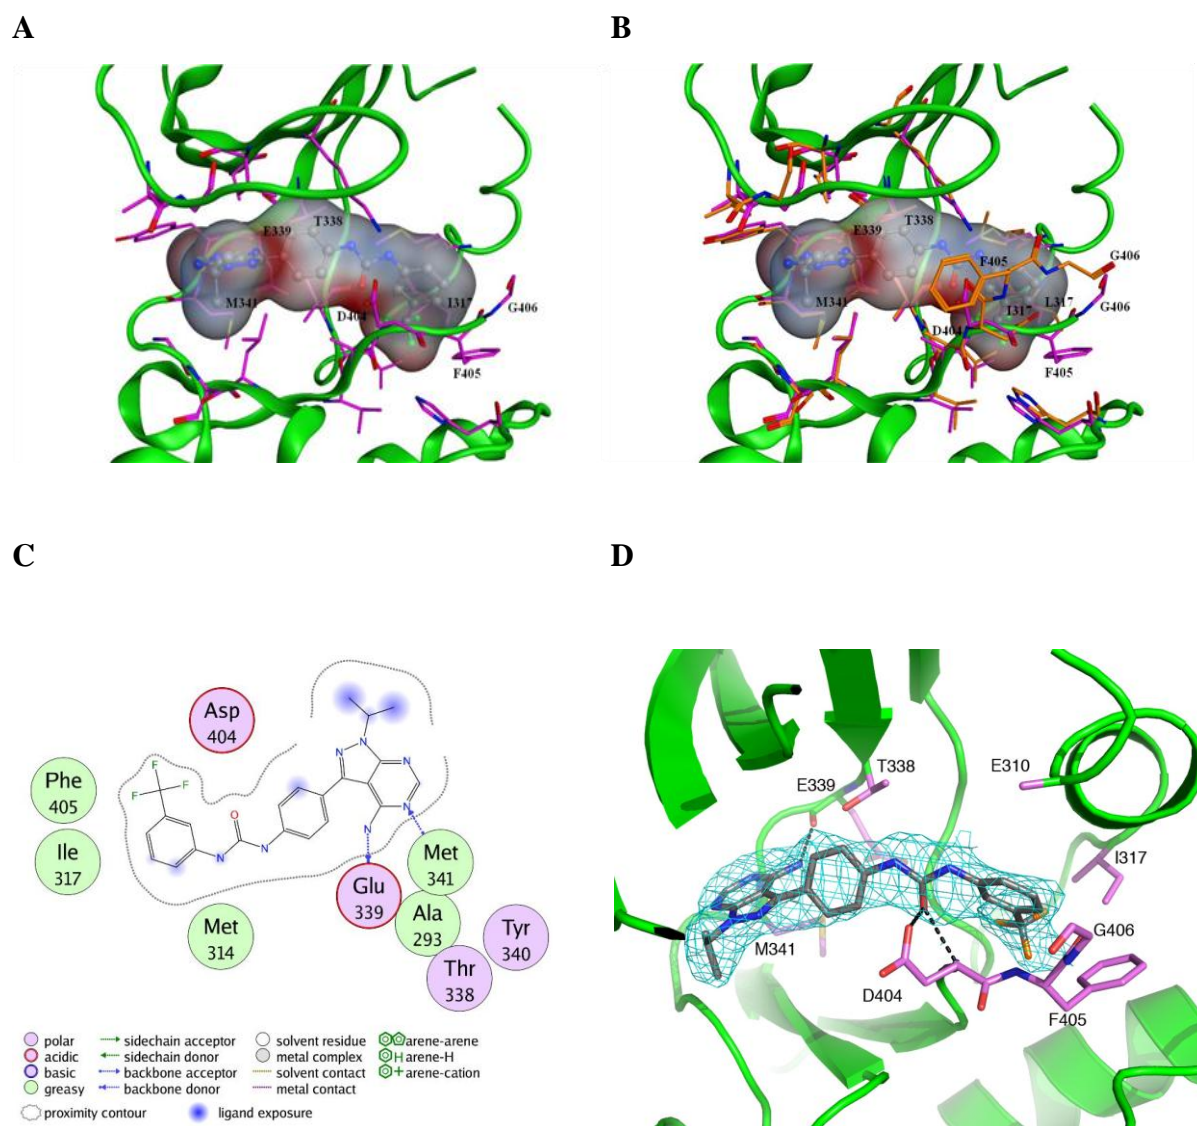 A
B
T338
E339
M341
I317
G406
D404
F405
T338
E339
F405
G406
M341
I317
L317
G406
D404
F405
C
D
Asp
404
Phe
405
F
F
F
N
N
N
N
N
N
N
O
Ile
317
Met
341
Glu
339
Ala
293
Tyr
340
Met
314
Thr
338
T338
E310
E339
I317
G406
M341
D404
F405
polar
acidic
basic
greasy
sidechain acceptor
sidechain donor
backbone acceptor
backbone donor
solvent residue
metal complex
solvent contact
metal contact
arene-arene
H arene-H
+ arene-cation
proximity contour
ligand exposure